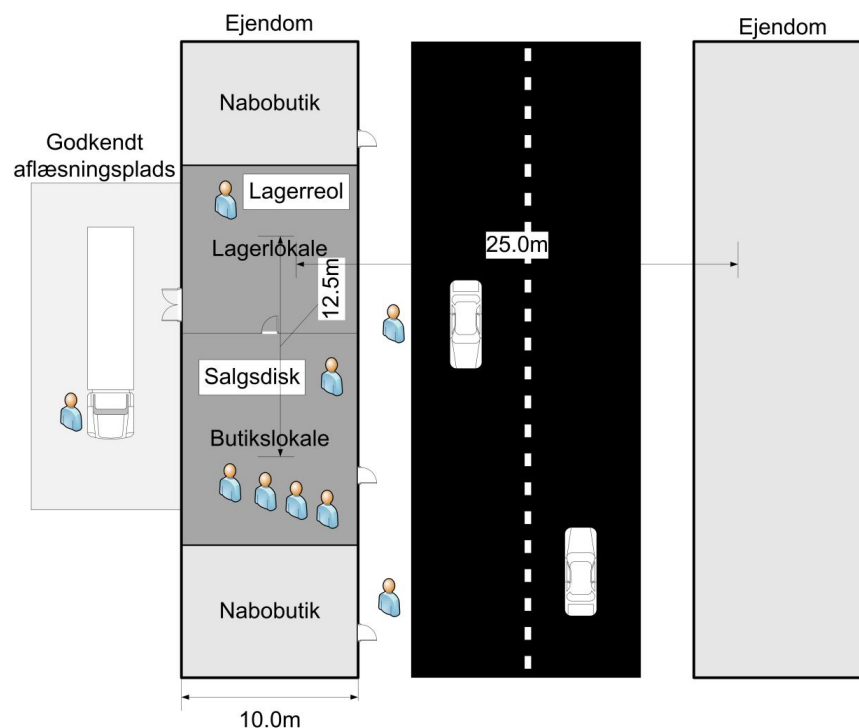 Ejendom
Ejendom
Nabobutik
Godkendt
aflæsningsplads
Lagerreol
Lagerlokale
25.0m
12.5m
Salgsdisk
Butikslokale
Nabobutik
10.0m